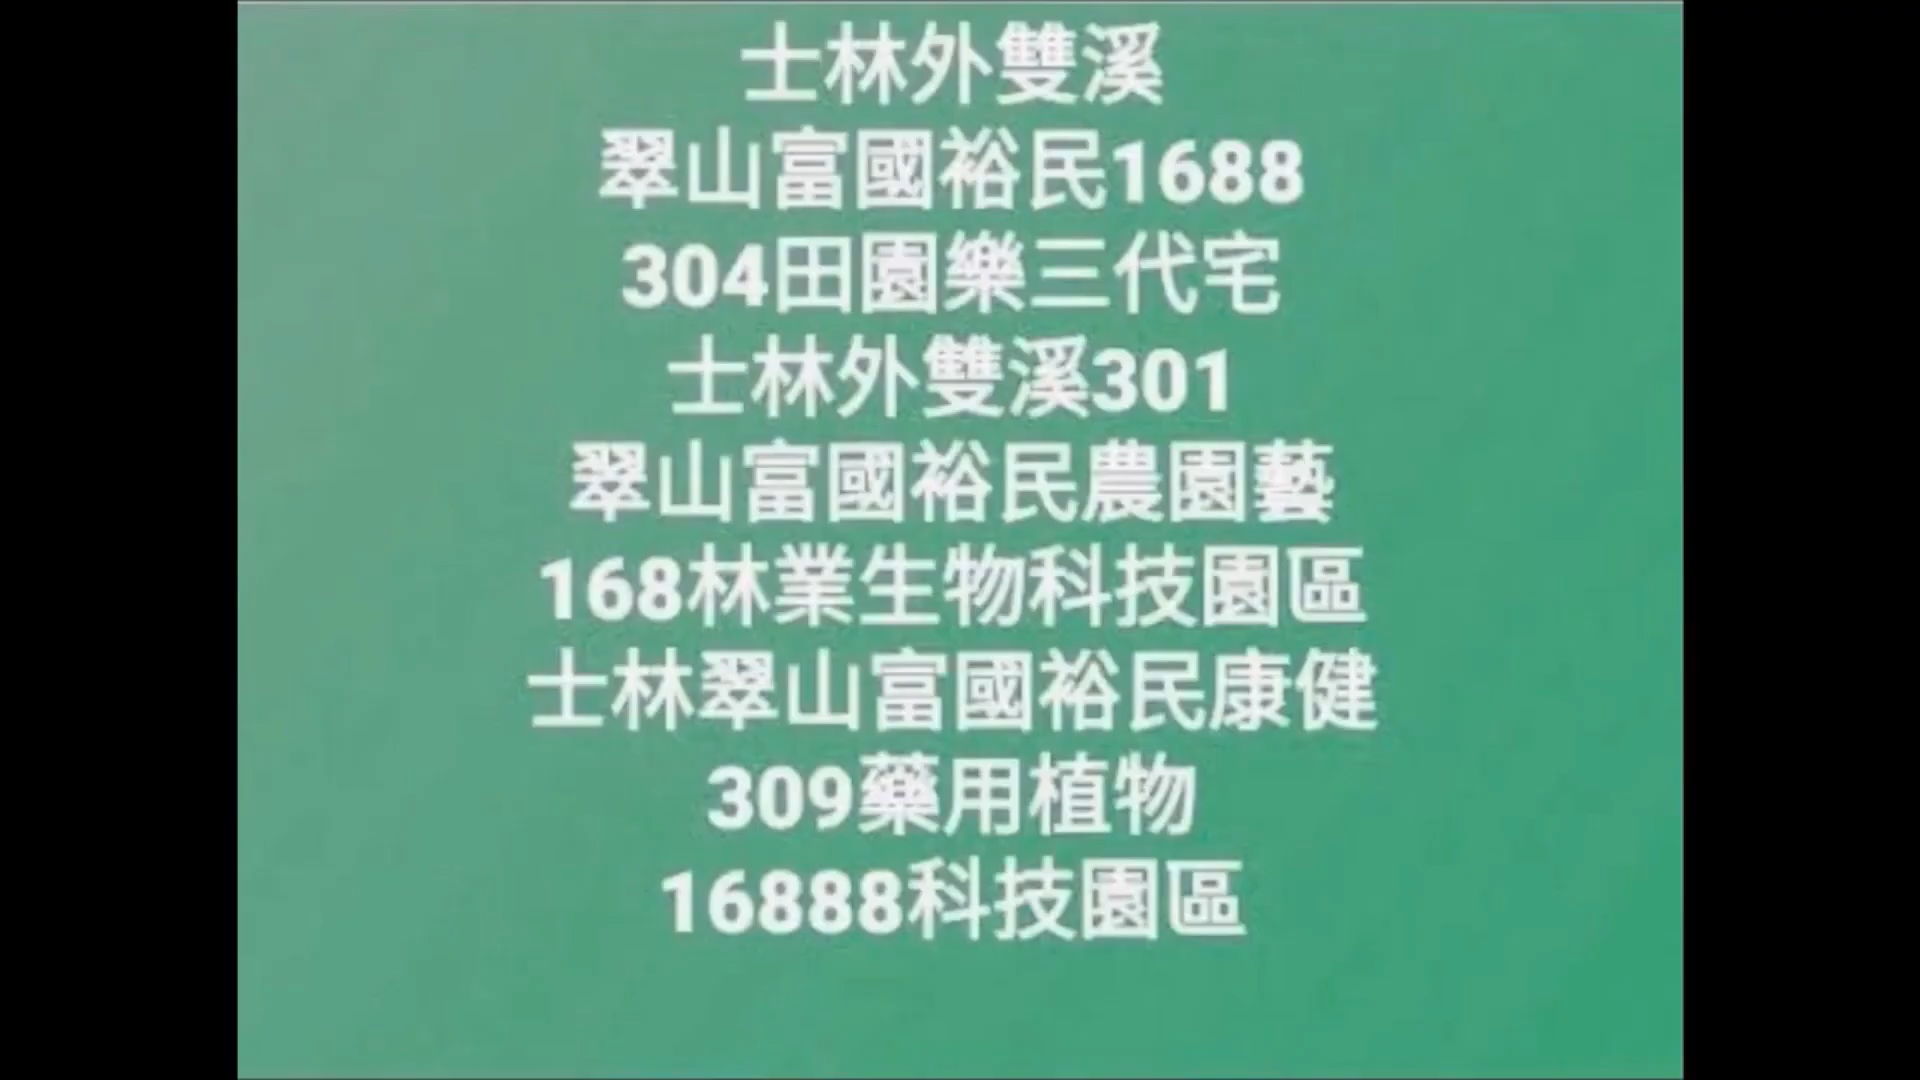 士林外雙溪
翠山富國裕民1688
304田園樂三代宅
士林外雙溪301
翠山富國裕民農園藝
168林業生物科技園區
士林翠山富國裕民康健
309藥用植物
16888科技園區